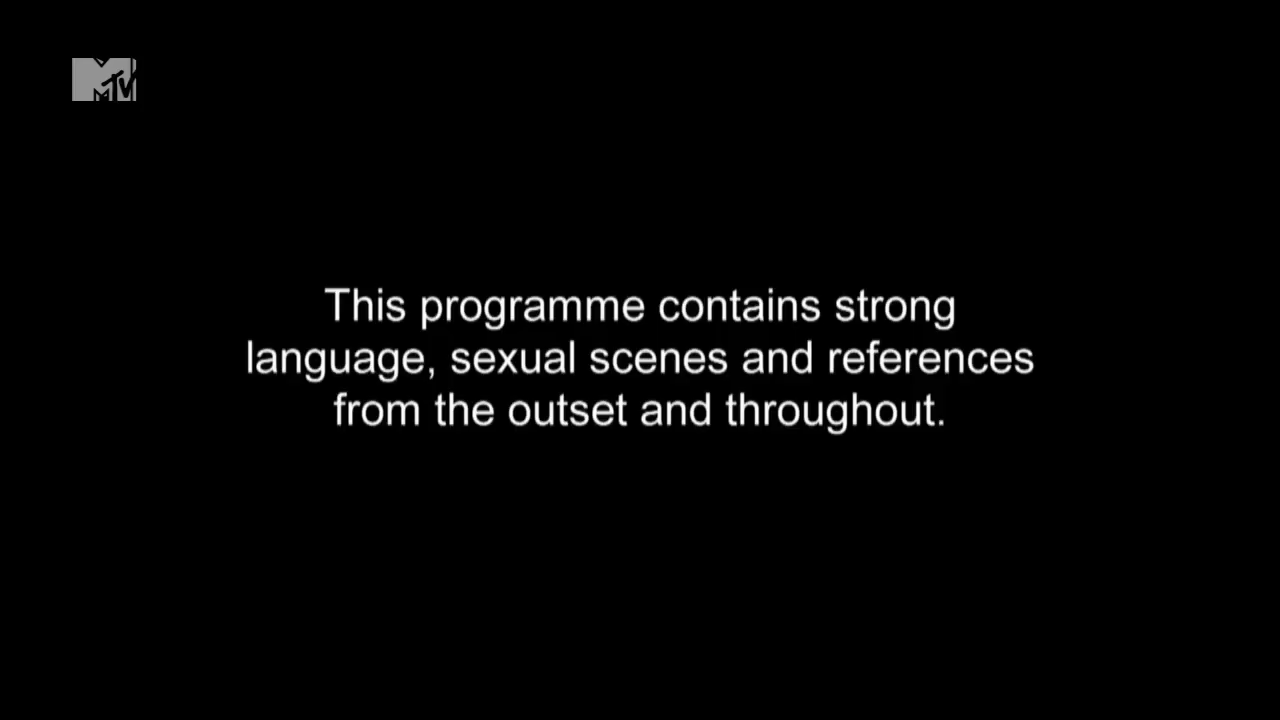 MTV
This programme contains strong
language, sexual scenes and references
from the outset and throughout.